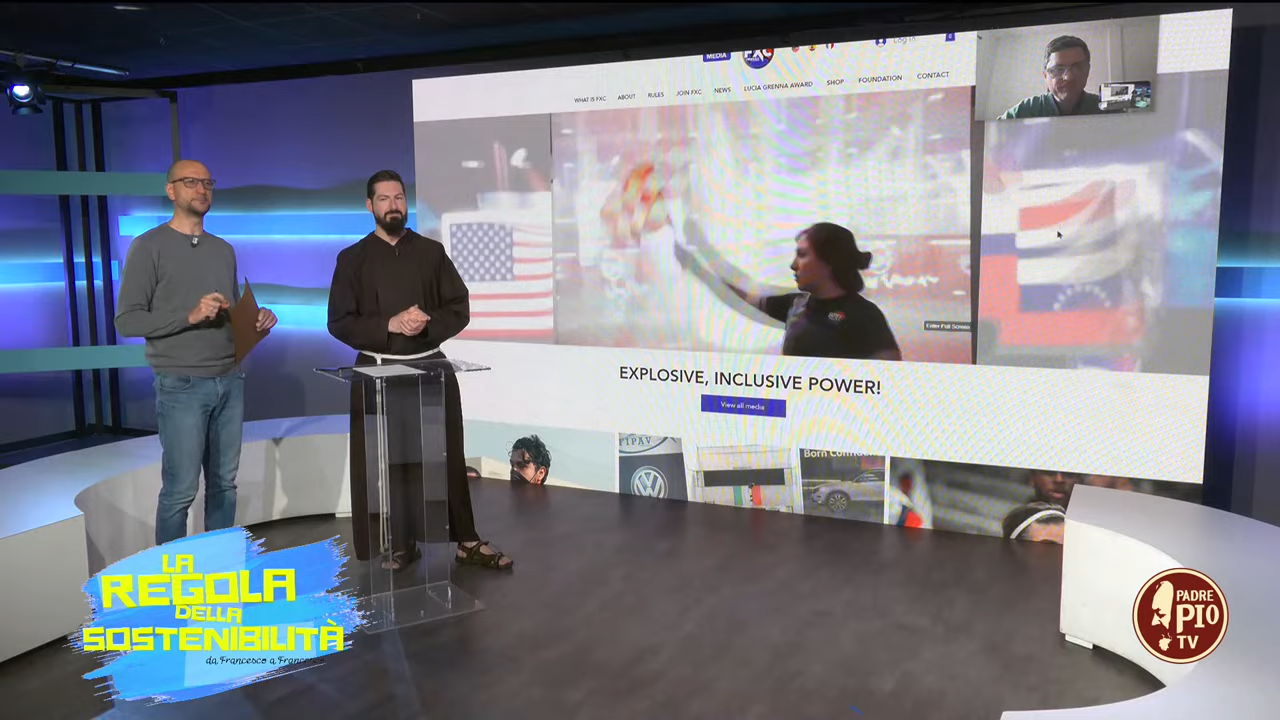 MEDIA
FXC
Log In
WHAT IS FXC ABOUT RULES JOIN FXC NEWS LUCIA GRENNA AWARD SHOP FOUNDATION CONTACT
Enter Full Screen
EXPLOSIVE, INCLUSIVE POWER!
View all media
FIPAV
Born Confident
LA
REGOLA
DELLA
SOSTENIBILITÀ
da Francesco a Francesco
PADRE
PIO
TV